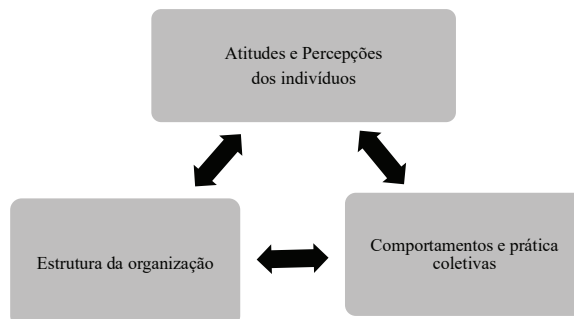 Atitudes e Percepções
dos indivíduos
Estrutura da organização
Comportamentos e prática
coletivas